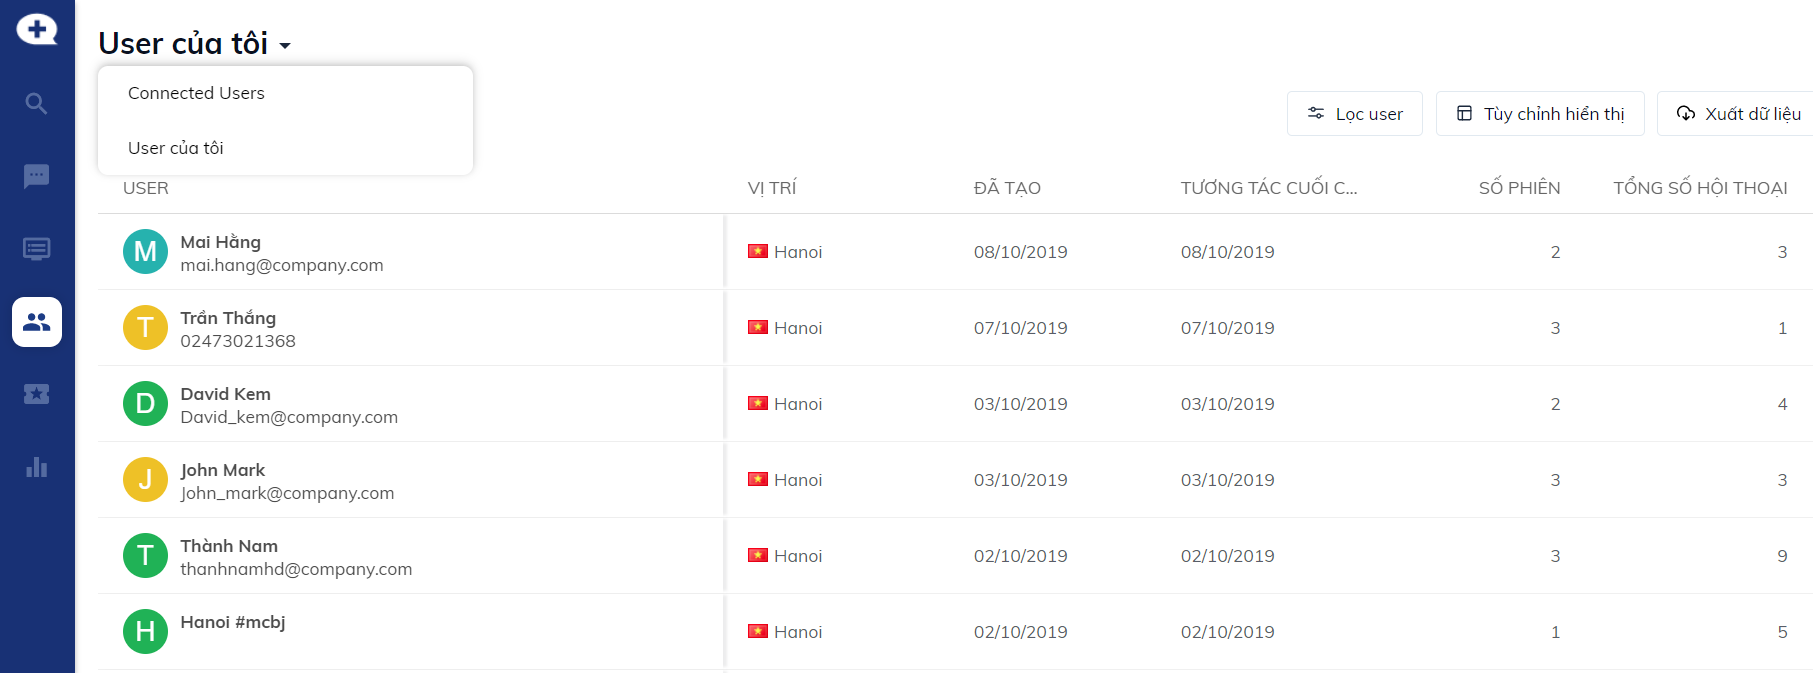 User của tôi
Connected Users
User của tôi
Lọc user
Tùy chỉnh hiển thị
Xuất dữ liệu
USER VỊ TRÍ ĐÃ TẠO TƯƠNG TÁC CUỐI C... SỐ PHIÊN TỔNG SỐ HỘI THOẠI
M Mai Hằng
mai.hang@company.com
Hanoi 08/10/2019 08/10/2019 2 3
T Trần Thắng
02473021368
Hanoi 07/10/2019 07/10/2019 3 1
D David Kem
David_kem@company.com
Hanoi 03/10/2019 03/10/2019 2 4
J John Mark
John_mark@company.com
Hanoi 03/10/2019 03/10/2019 3 3
T Thành Nam
thanhnamhd@company.com
Hanoi 02/10/2019 02/10/2019 3 9
H Hanoi #mcbj
Hanoi 02/10/2019 02/10/2019 1 5